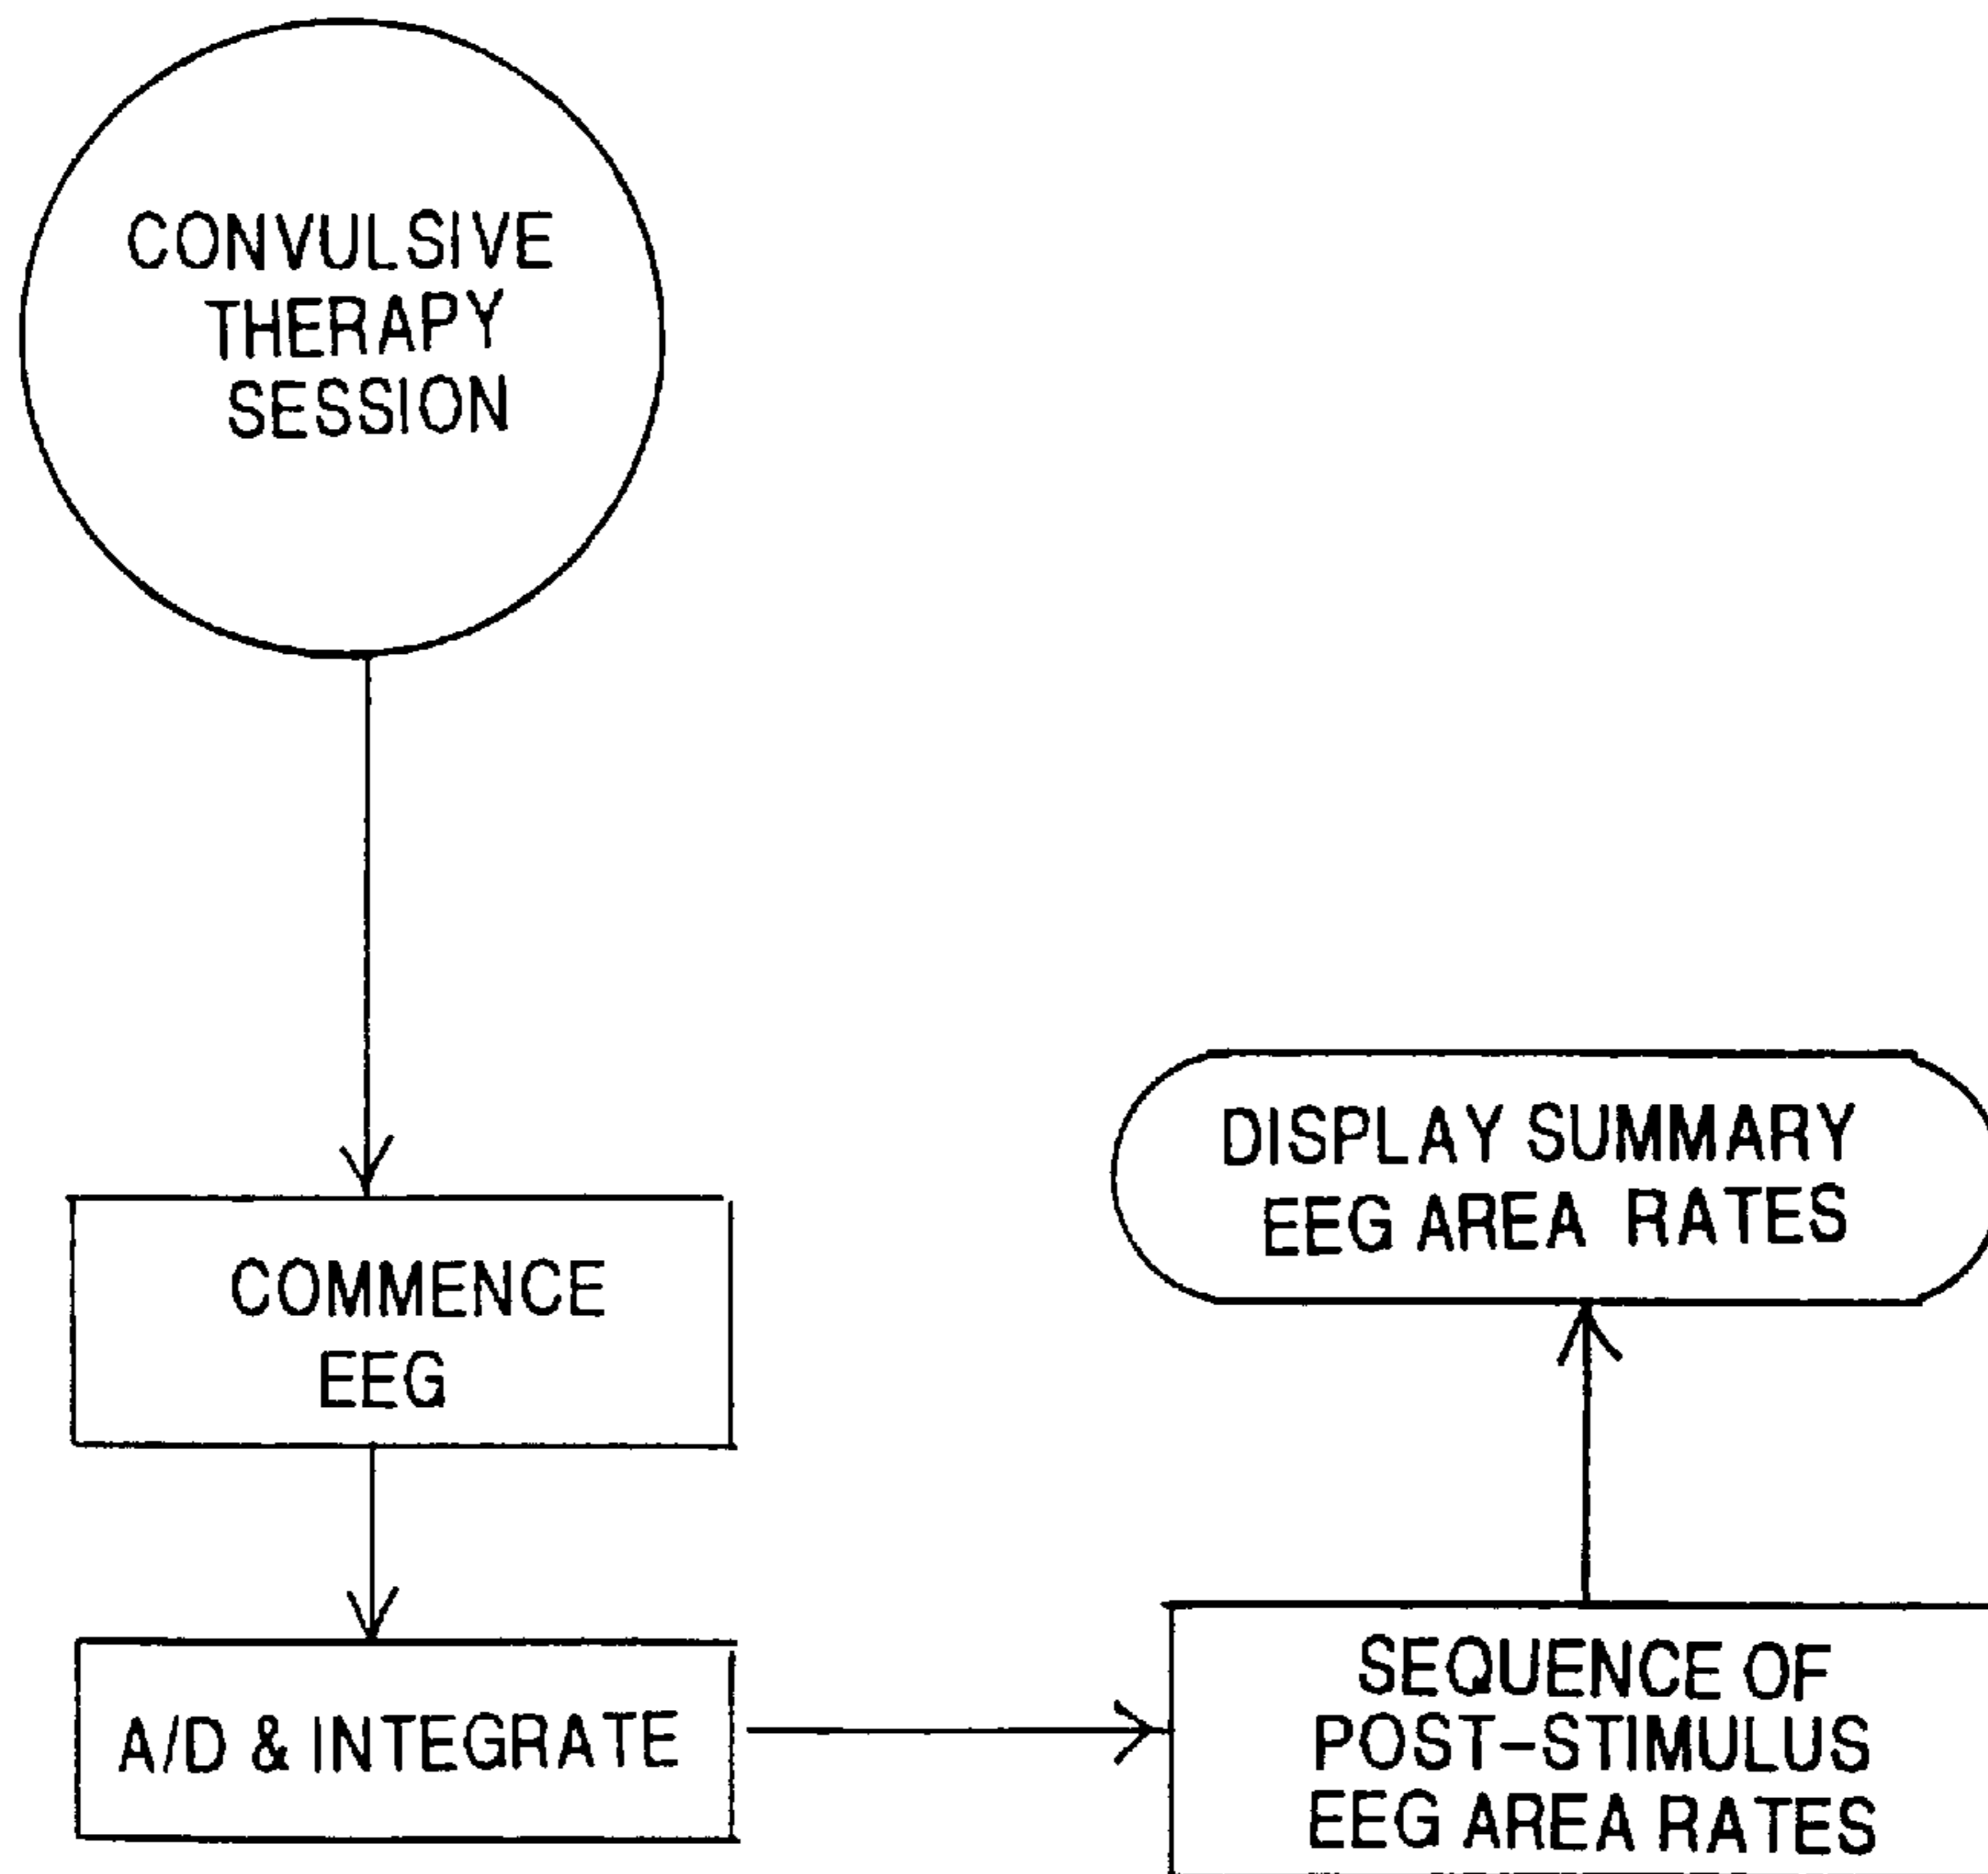 CONVULSIVE
THERAPY
SESSION
COMMENCE
EEG
A/D & INTEGRATE
SEQUENCE OF
POST-STIMULUS
EEG AREA RATES
DISPLAY SUMMARY
EEG AREA RATES